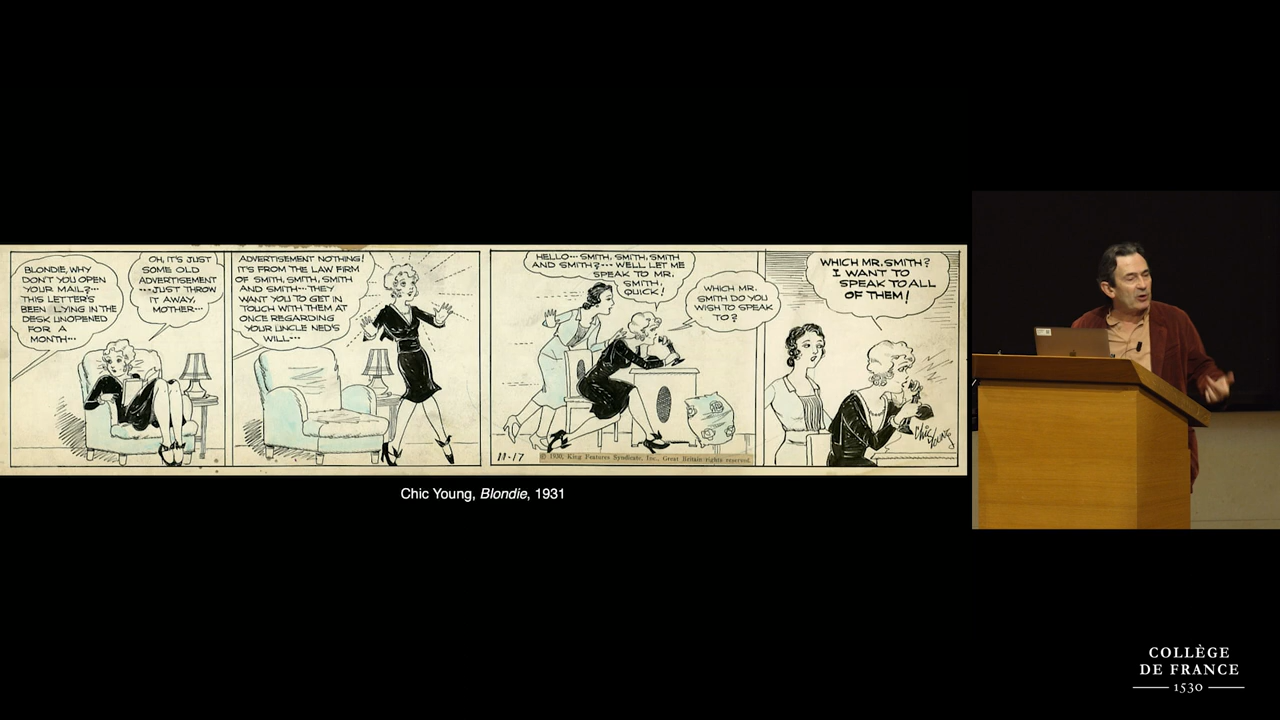 BLONDIE, WHY
DON'T YOU OPEN
YOUR MAIL?---
THIS LETTER'S
BEEN LYING IN THE
DESK UNOPENED
FOR A
MONTH---
OH, IT'S JUST
SOME OLD
ADVERTISEMENT
---JUST THROW
IT AWAY,
MOTHER---
ADVERTISEMENT NOTHING!
IT'S FROM THE LAW FIRM
OF SMITH, SMITH, SMITH
AND SMITH---THEY
WANT YOU TO GET IN
TOUCH WITH THEM AT
ONCE REGARDING
YOUR UNCLE NED'S
WILL---
HELLO--- SMITH, SMITH, SMITH
AND SMITH?--- WELL LET ME
SPEAK TO MR.
SMITH,
QUICK!
WHICH MR.
SMITH DO YOU
WISH TO SPEAK
TO?
11-17
© 1930, King Features Syndicate, Inc., Great Britain rights reserved.
WHICH MR. SMITH?
I WANT TO
SPEAK TO ALL
OF THEM!
CHIC
YOUNG
Chic Young, Blondie, 1931
COLLÈGE
DE FRANCE
1530